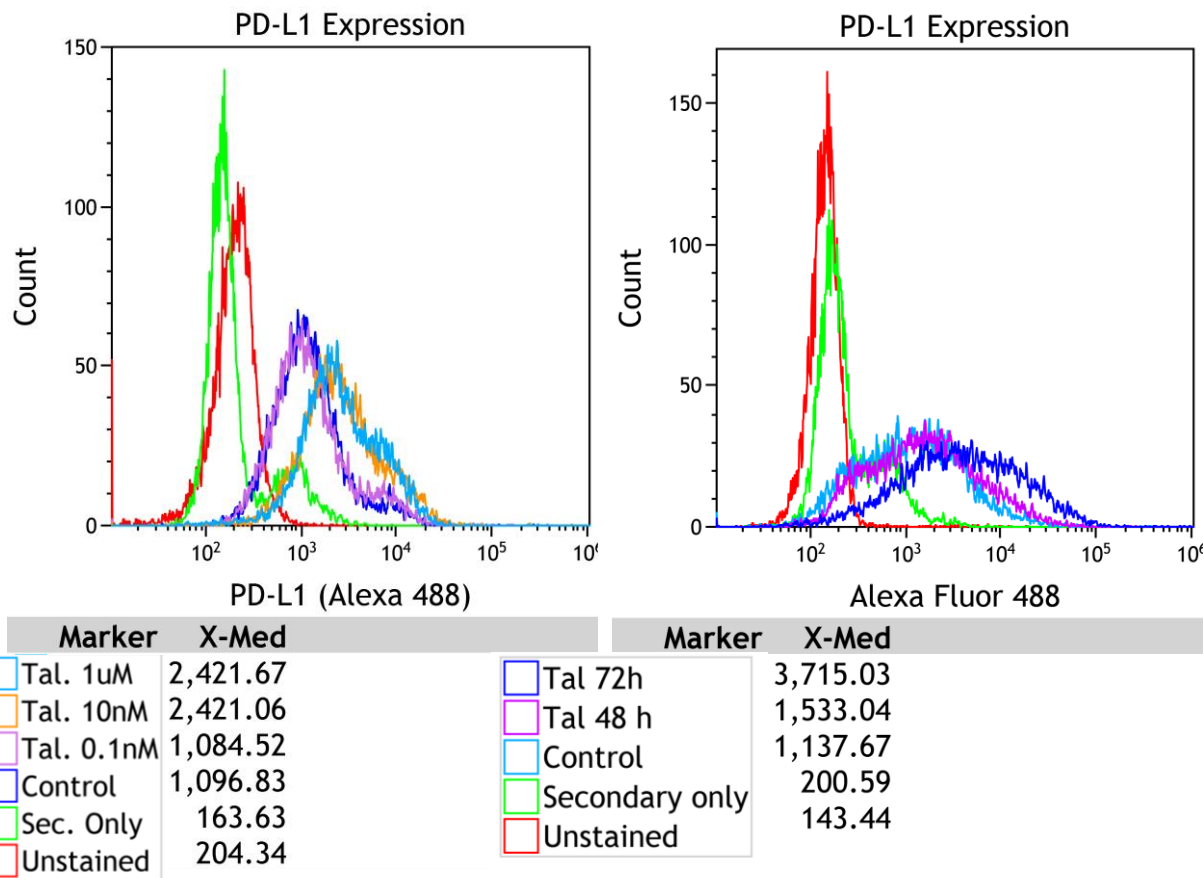 PD-L1 Expression
150
100
50
0
Count
10²
10³
10⁴
10⁵
10⁶
PD-L1 (Alexa 488)
Marker X-Med
Tal. 1uM 2,421.67
Tal. 10nM 2,421.06
Tal. 0.1nM 1,084.52
Control 1,096.83
Sec. Only 163.63
Unstained 204.34
PD-L1 Expression
150
100
50
0
Count
10²
10³
10⁴
10⁵
10⁶
Alexa Fluor 488
Marker X-Med
Tal 72h 3,715.03
Tal 48 h 1,533.04
Control 1,137.67
Secondary only 200.59
Unstained 143.44